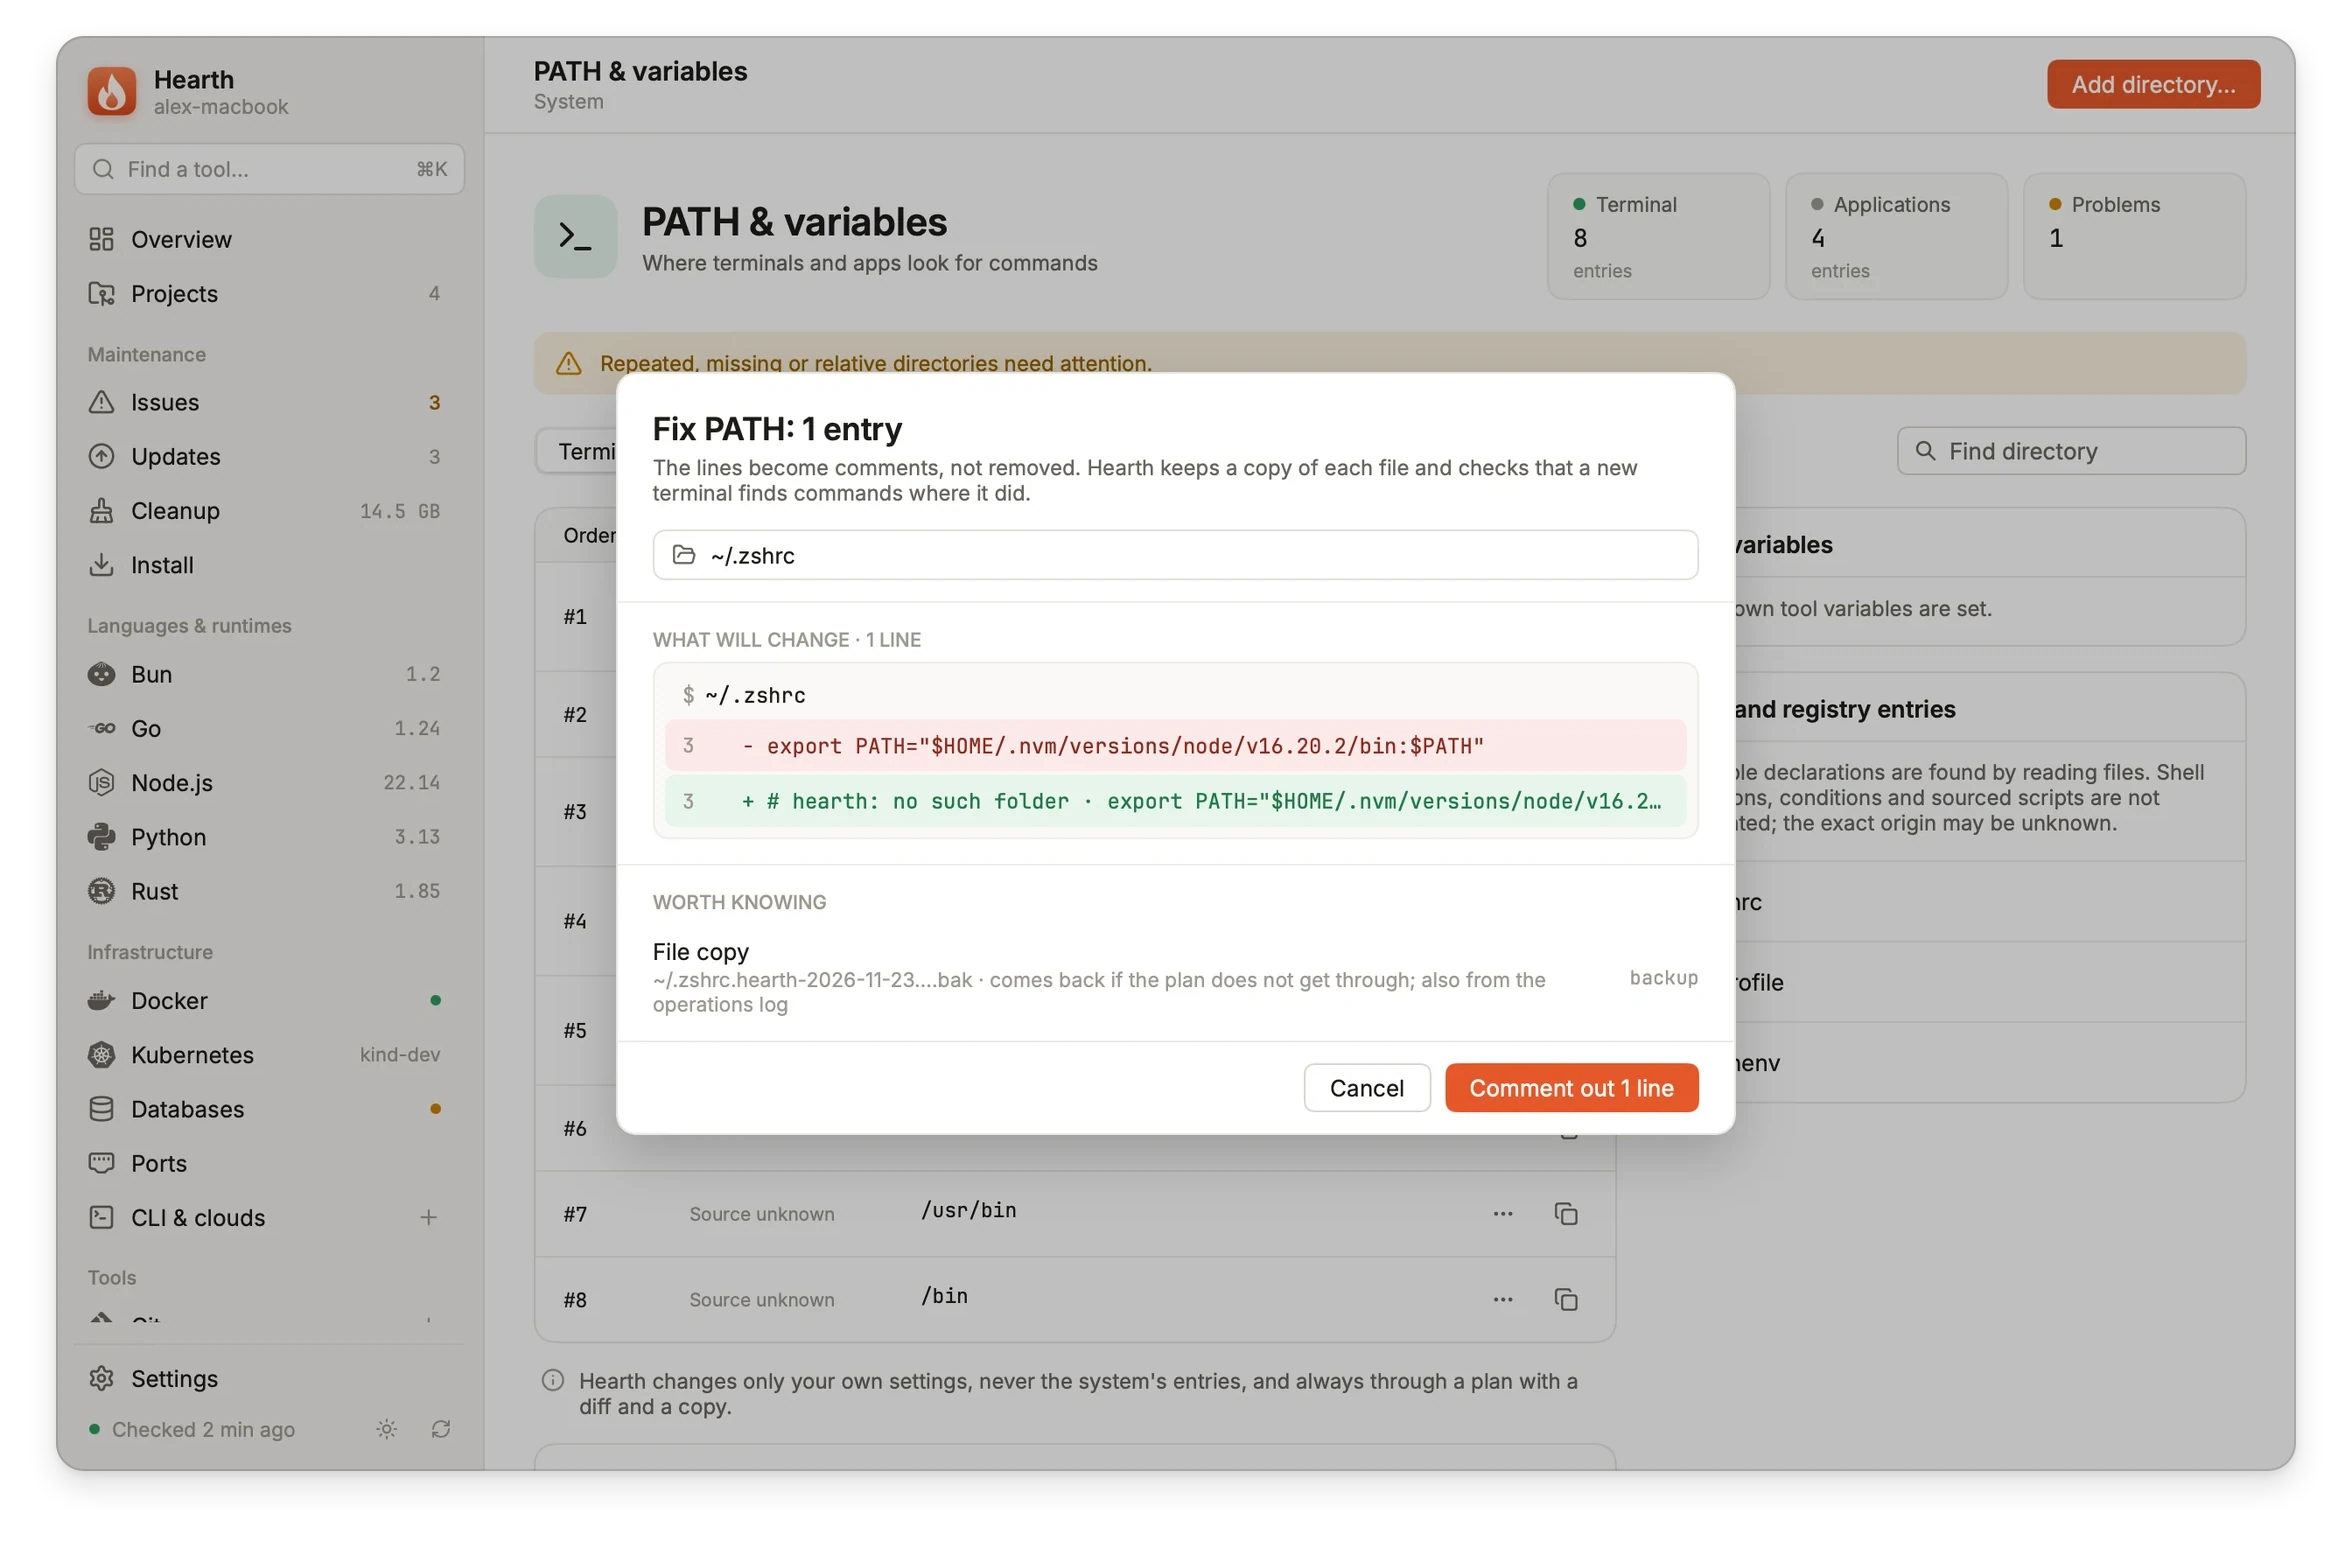 Hearth
alex-macbook
Find a tool...
⌘K
Overview
Projects 4
Maintenance
Issues 3
Updates 3
Cleanup 14.5 GB
Install
Languages & runtimes
Bun 1.2
Go 1.24
Node.js 22.14
Python 3.13
Rust 1.85
Infrastructure
Docker
Kubernetes kind-dev
Databases
Ports
CLI & clouds
Tools
Settings
Checked 2 min ago
PATH & variables
System
Add directory...
PATH & variables
Where terminals and apps look for commands
Terminal
8
entries
Applications
4
entries
Problems
1
Repeated, missing or relative directories need attention.
Find directory
Order
#1
#2
#3
#4
#5
#6
#7 Source unknown /usr/bin
#8 Source unknown /bin
Hearth changes only your own settings, never the system's entries, and always through a plan with a
diff and a copy.
variables
own tool variables are set.
and registry entries
declarations are found by reading files. Shell
conditions and sourced scripts are not
the exact origin may be unknown.
Fix PATH: 1 entry
The lines become comments, not removed. Hearth keeps a copy of each file and checks that a new
terminal finds commands where it did.
~/.zshrc
WHAT WILL CHANGE · 1 LINE
$ ~/.zshrc
3 - export PATH="$HOME/.nvm/versions/node/v16.20.2/bin:$PATH"
3 + # hearth: no such folder · export PATH="$HOME/.nvm/versions/node/v16.2…
WORTH KNOWING
File copy
~/.zshrc.hearth-2026-11-23....bak · comes back if the plan does not get through; also from the
operations log
backup
Cancel
Comment out 1 line